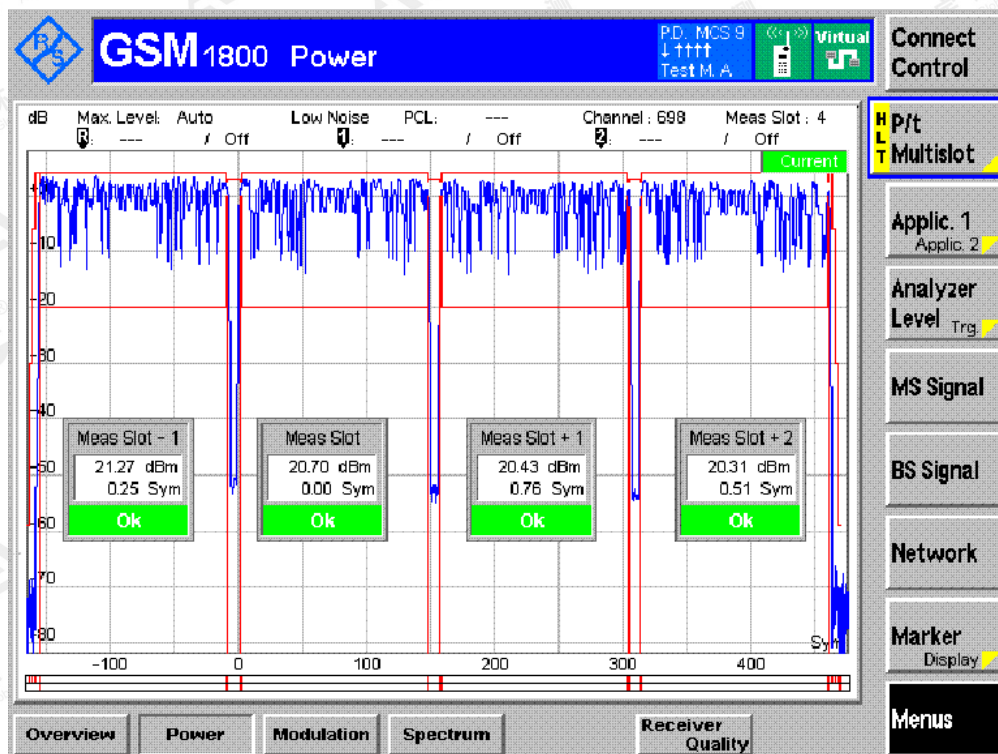 R/S
GSM 1800 Power
P.D. MCS 9
↓ ↑↑↑↑
Test M. A
Virtual
Connect Control
dB Max. Level: Auto Low Noise PCL: --- Channel : 698 Meas Slot : 4
R: --- / Off 1: --- / Off 2: --- / Off
Current
HLT
P/t Multislot
Applic. 1
Applic. 2
Analyzer Level
Trg.
MS Signal
BS Signal
Network
Marker
Display
Menus
-10
-20
-30
-40
-50
-60
-70
-80
Meas Slot - 1
21.27 dBm
0.25 Sym
Ok
Meas Slot
20.70 dBm
0.00 Sym
Ok
Meas Slot + 1
20.43 dBm
0.76 Sym
Ok
Meas Slot + 2
20.31 dBm
0.51 Sym
Ok
Sym
-100 0 100 200 300 400
Overview Power Modulation Spectrum Receiver Quality